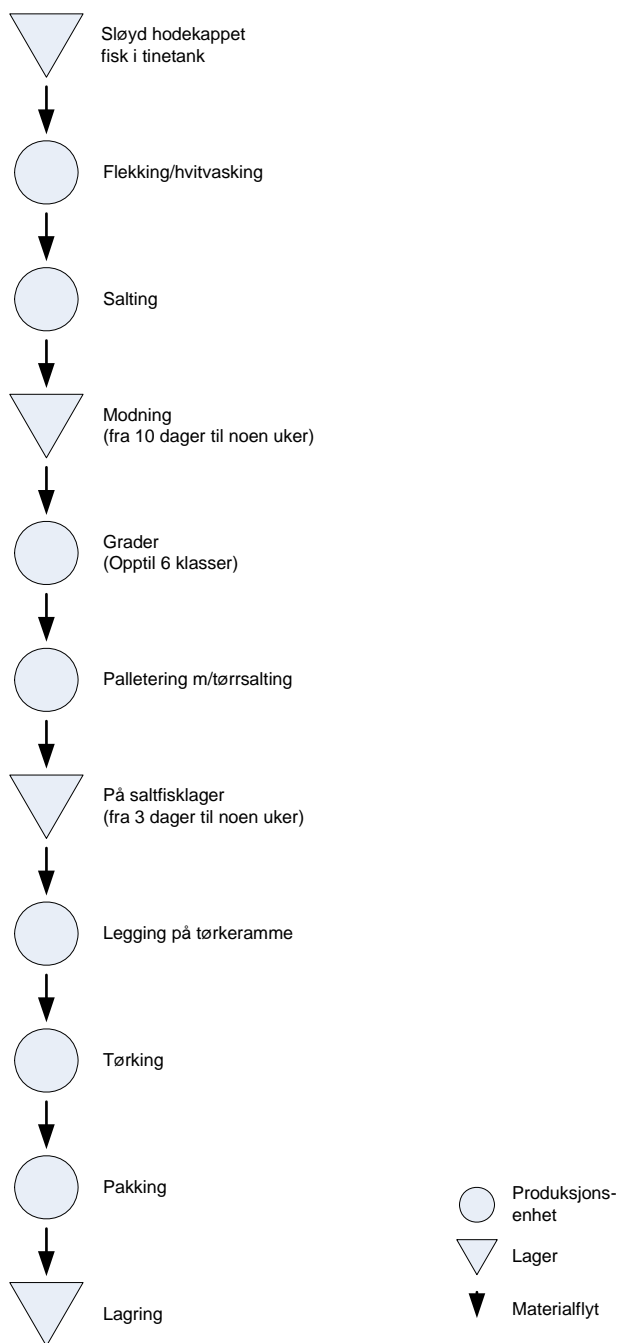 Sløyd hodekappet
fisk i tinetank
Flekking/hvitvasking
Salting
Modning
(fra 10 dager til noen uker)
Grader
(Opptil 6 klasser)
Palletering m/tørrsalting
På saltfisklager
(fra 3 dager til noen uker)
Legging på tørkeramme
Tørking
Pakking
Lagring
Produksjons-
enhet
Lager
Materialflyt